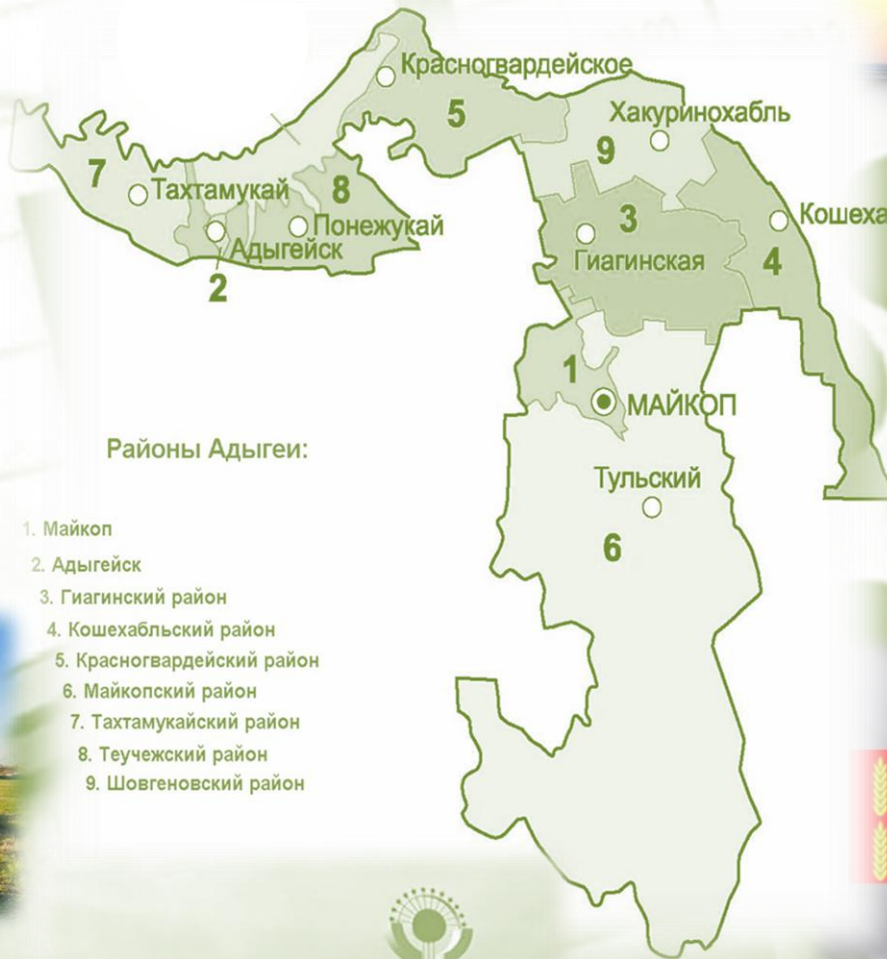 Красногвардейское
5
Хакуринохабль
9
7
Тахтамукай
8
3
Кошеха
Понежукай
Адыгейск
Гиагинская
4
2
1
МАЙКОП
Районы Адыгеи:
Тульский
6
1. Майкоп
2. Адыгейск
3. Гиагинский район
4. Кошехабльский район
5. Красногвардейский район
6. Майкопский район
7. Тахтамукайский район
8. Теучежский район
9. Шовгеновский район